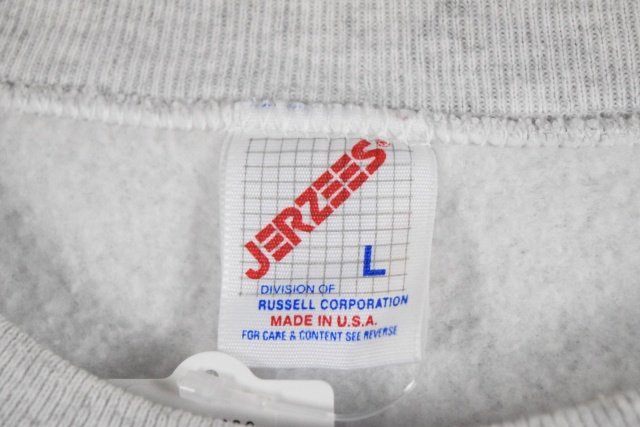 JERZEES®
L
DIVISION OF
RUSSELL CORPORATION
MADE IN U.S.A.
FOR CARE & CONTENT SEE REVERSE